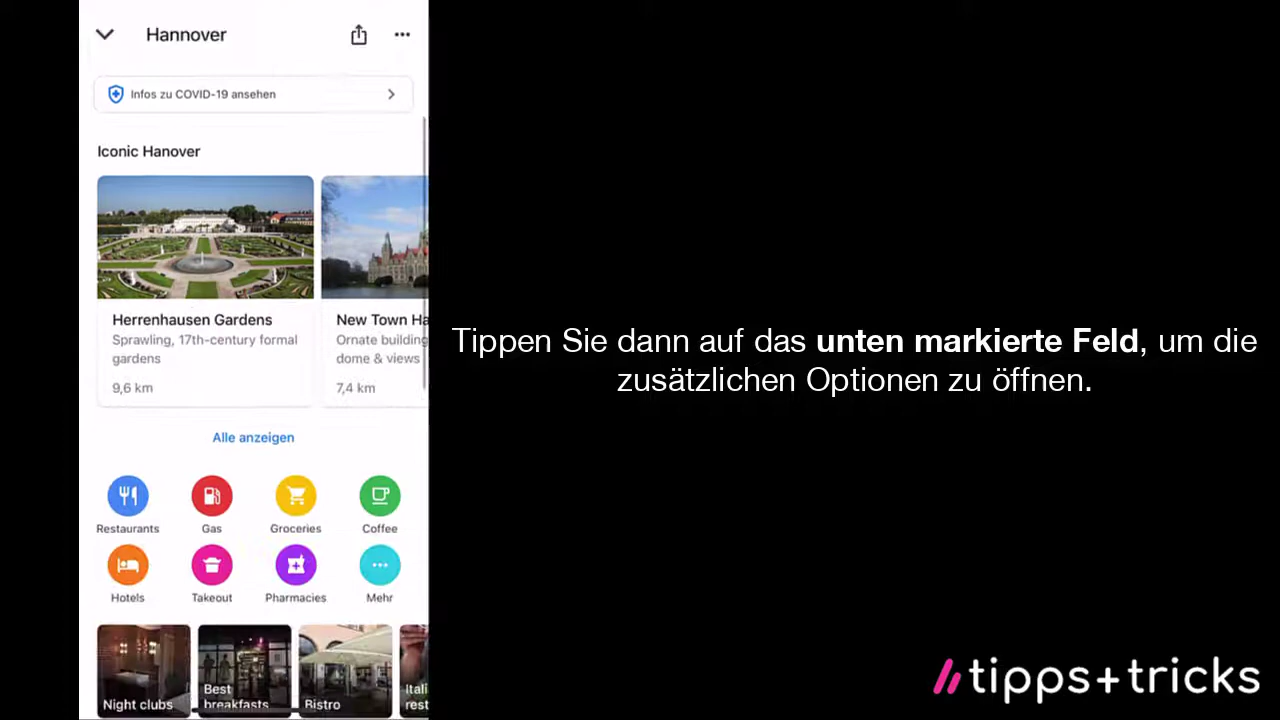 Hannover
Infos zu COVID-19 ansehen
Iconic Hanover
Herrenhausen Gardens
Sprawling, 17th-century formal
gardens
9,6 km
New Town Ha
Ornate building
dome & views
7,4 km
Alle anzeigen
Restaurants
Gas
Groceries
Coffee
Hotels
Takeout
Pharmacies
Mehr
Night clubs
Best
breakfasts
Bistro
Itali
rest
Tippen Sie dann auf das unten markierte Feld, um die
zusätzlichen Optionen zu öffnen.
tipps+tricks